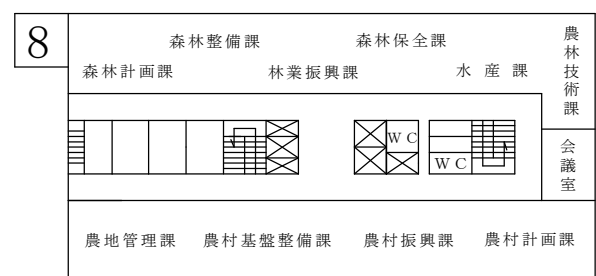 8
森林整備課 森林保全課
森林計画課 林業振興課 水産課
農林技術課
WC
WC
会議室
農地管理課 農村基盤整備課 農村振興課 農村計画課